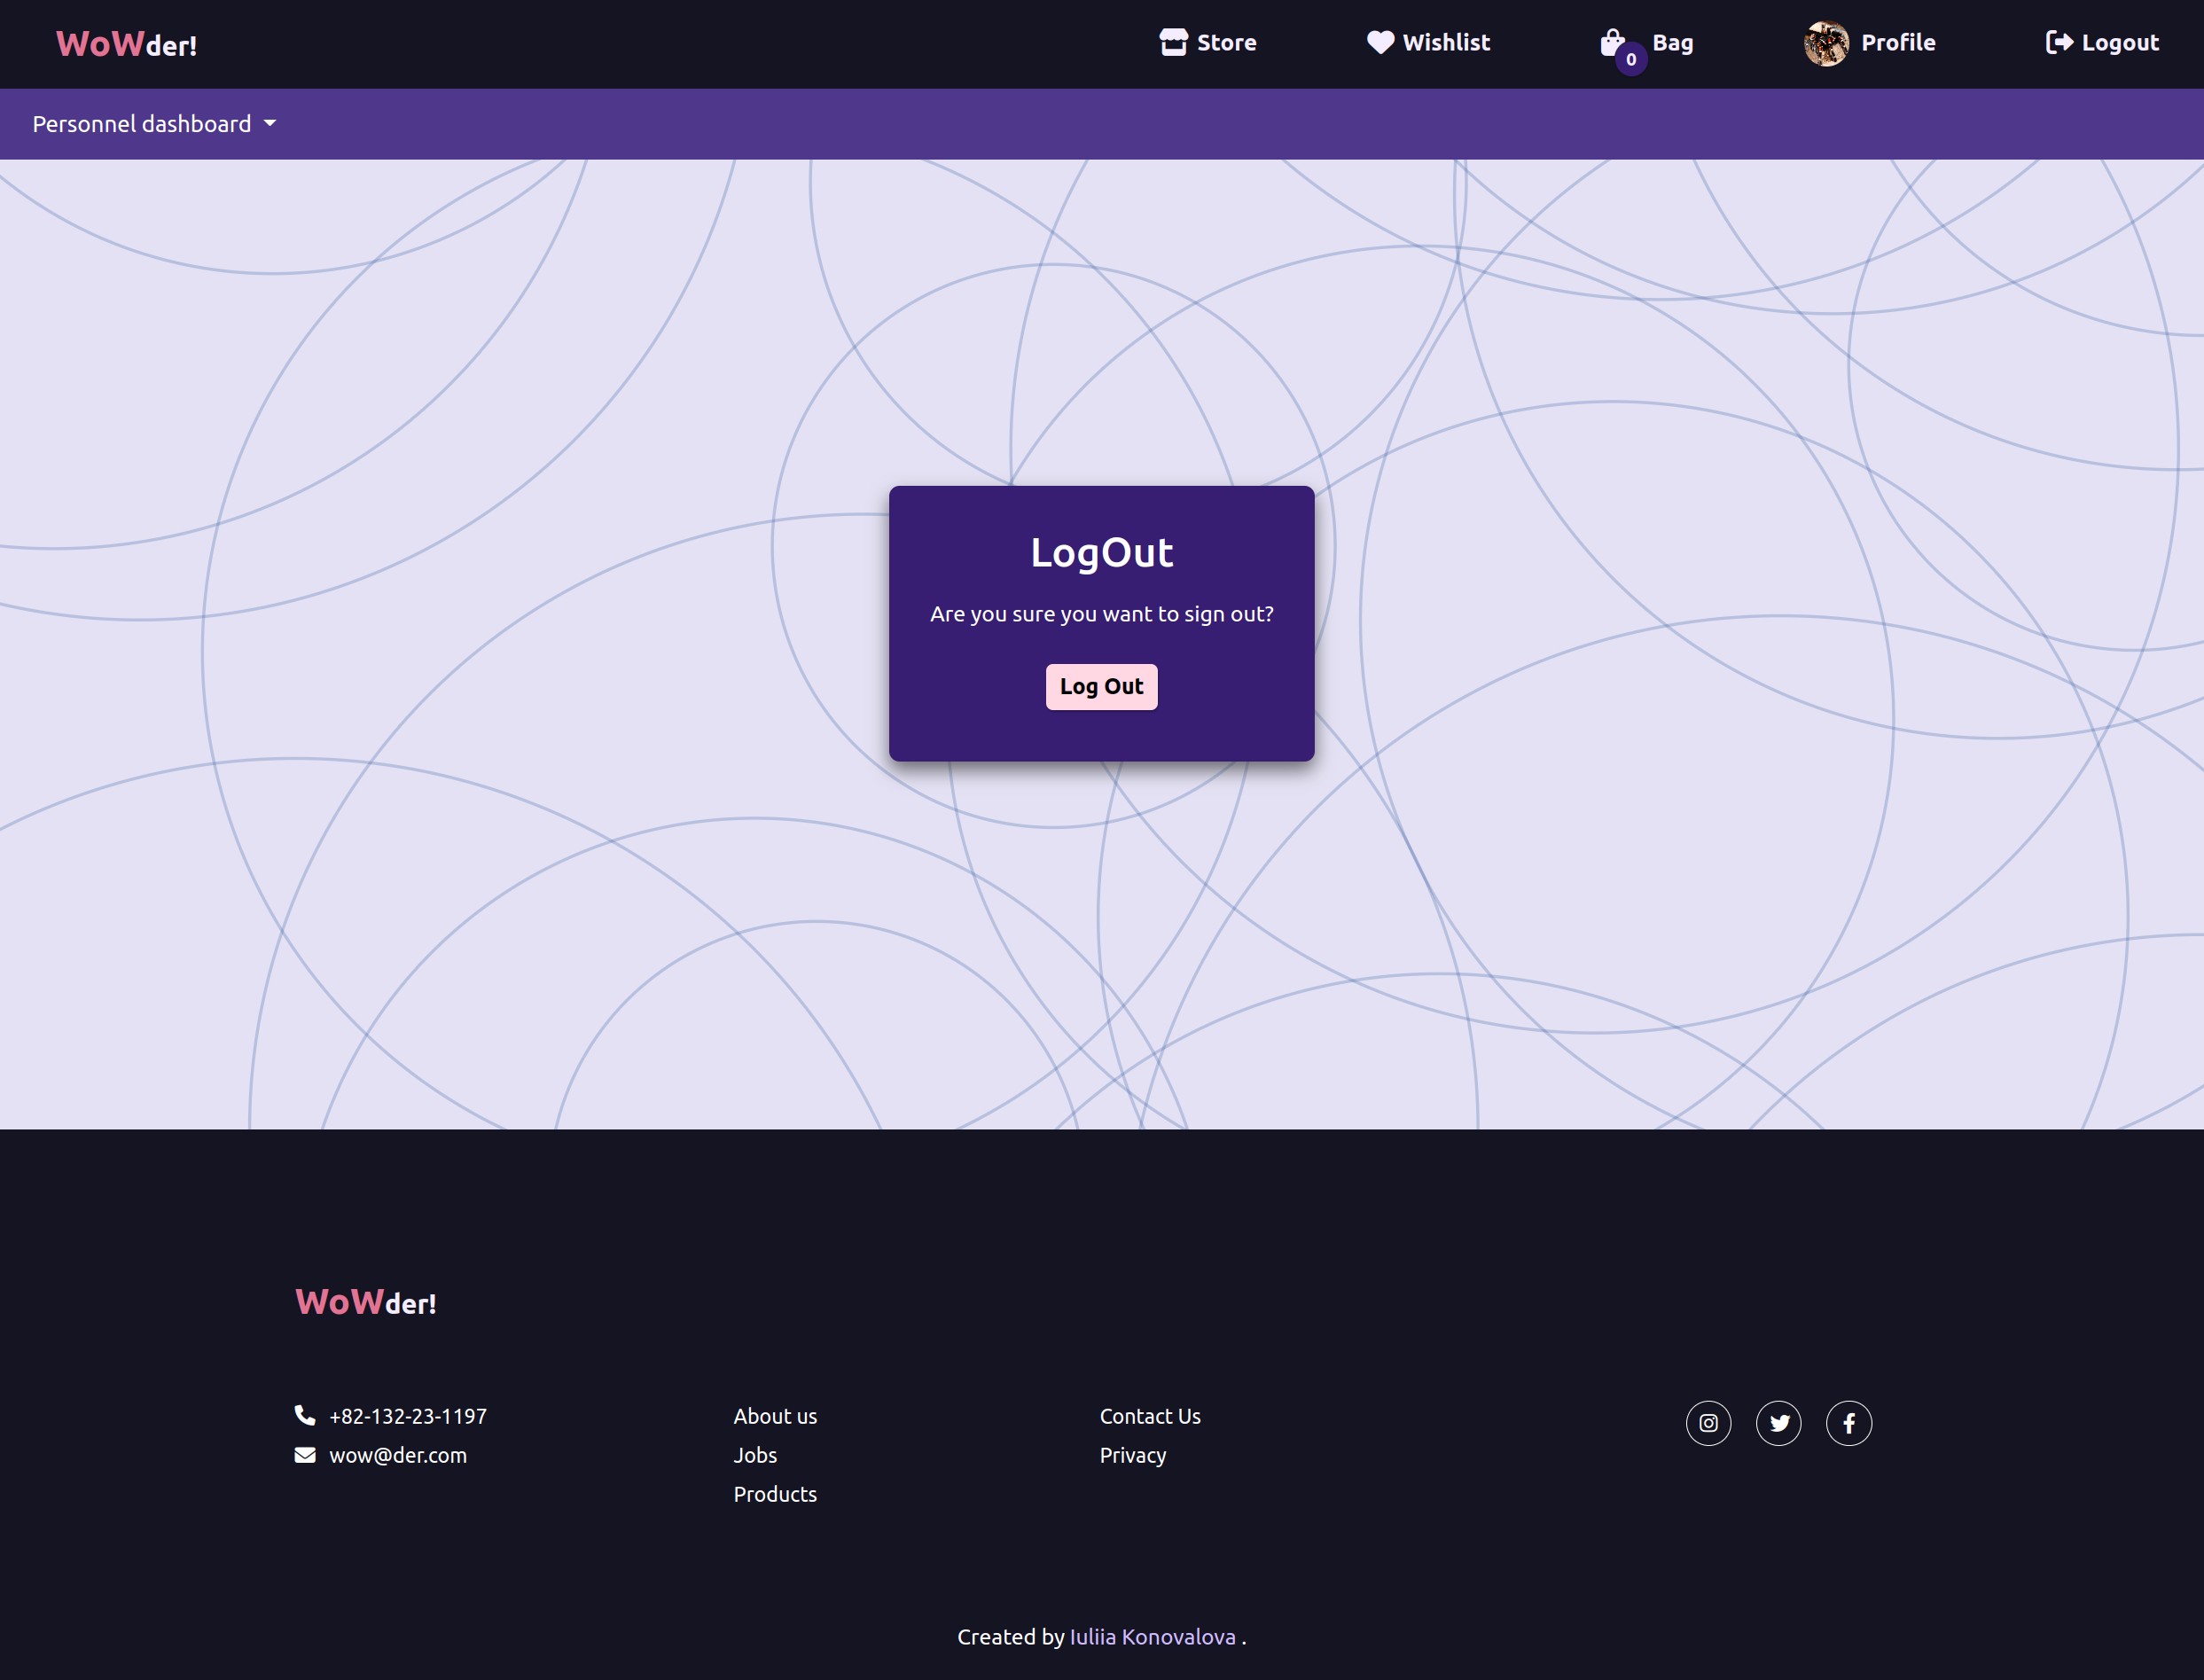 WoWder!
Store
Wishlist
0
Bag
Profile
Logout
Personnel dashboard
LogOut
Are you sure you want to sign out?
Log Out
WoWder!
+82-132-23-1197
wow@der.com
About us
Jobs
Products
Contact Us
Privacy
Created by Iuliia Konovalova .